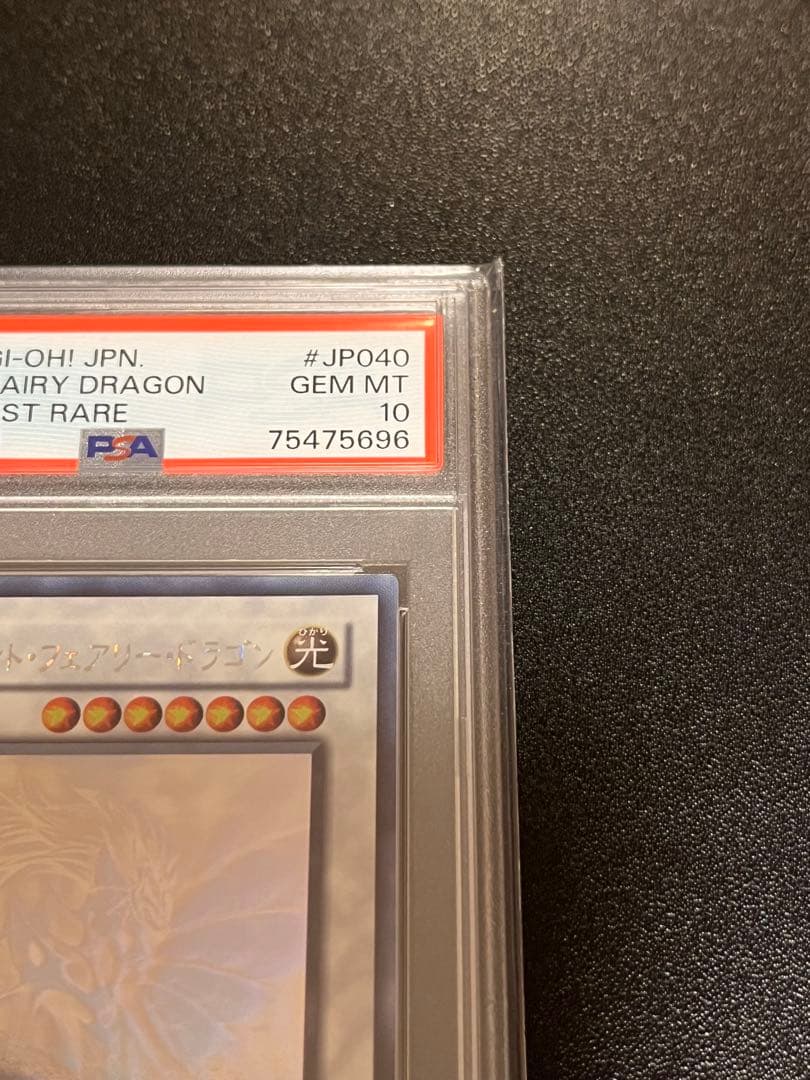 GI-OH! JPN. #JP040
AIRY DRAGON GEM MT
ST RARE 10
PSA 75475696
ント・フェアリー・ドラゴン 光
ひかり